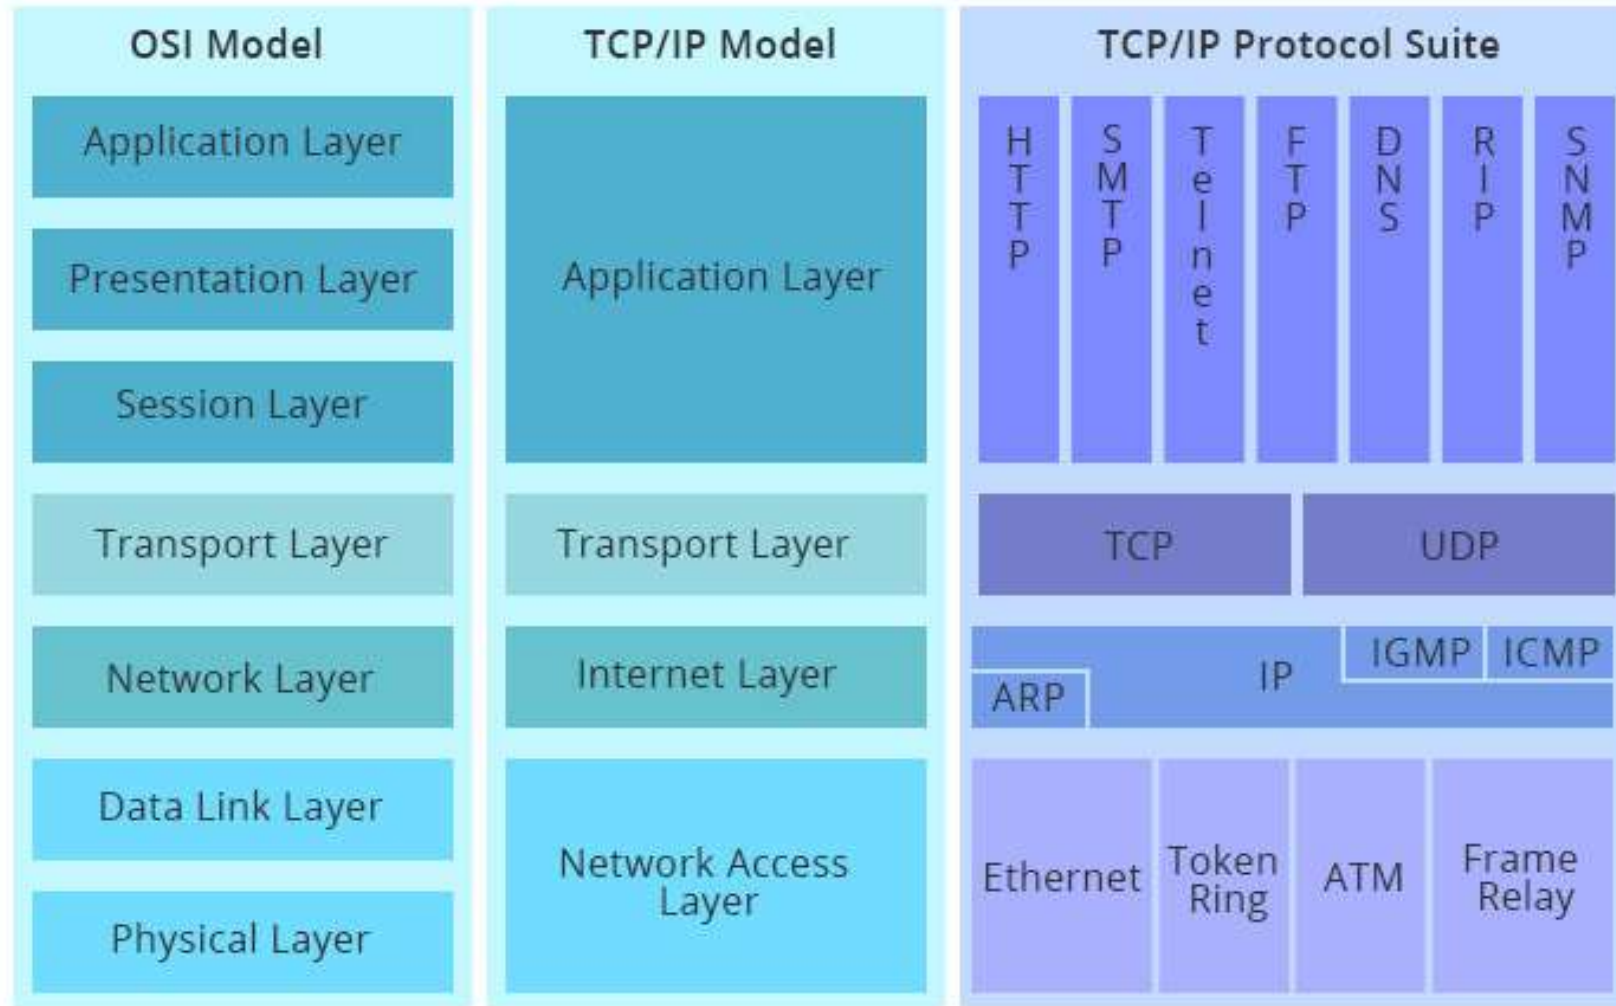 OSI Model
Application Layer
Presentation Layer
Session Layer
Transport Layer
Network Layer
Data Link Layer
Physical Layer
TCP/IP Model
Application Layer
Transport Layer
Internet Layer
Network Access
Layer
TCP/IP Protocol Suite
HTTP
SMTP
Telnet
FTP
DNS
RIP
SNMP
TCP
UDP
ARP
IP
IGMP
ICMP
Ethernet
Token
Ring
ATM
Frame
Relay